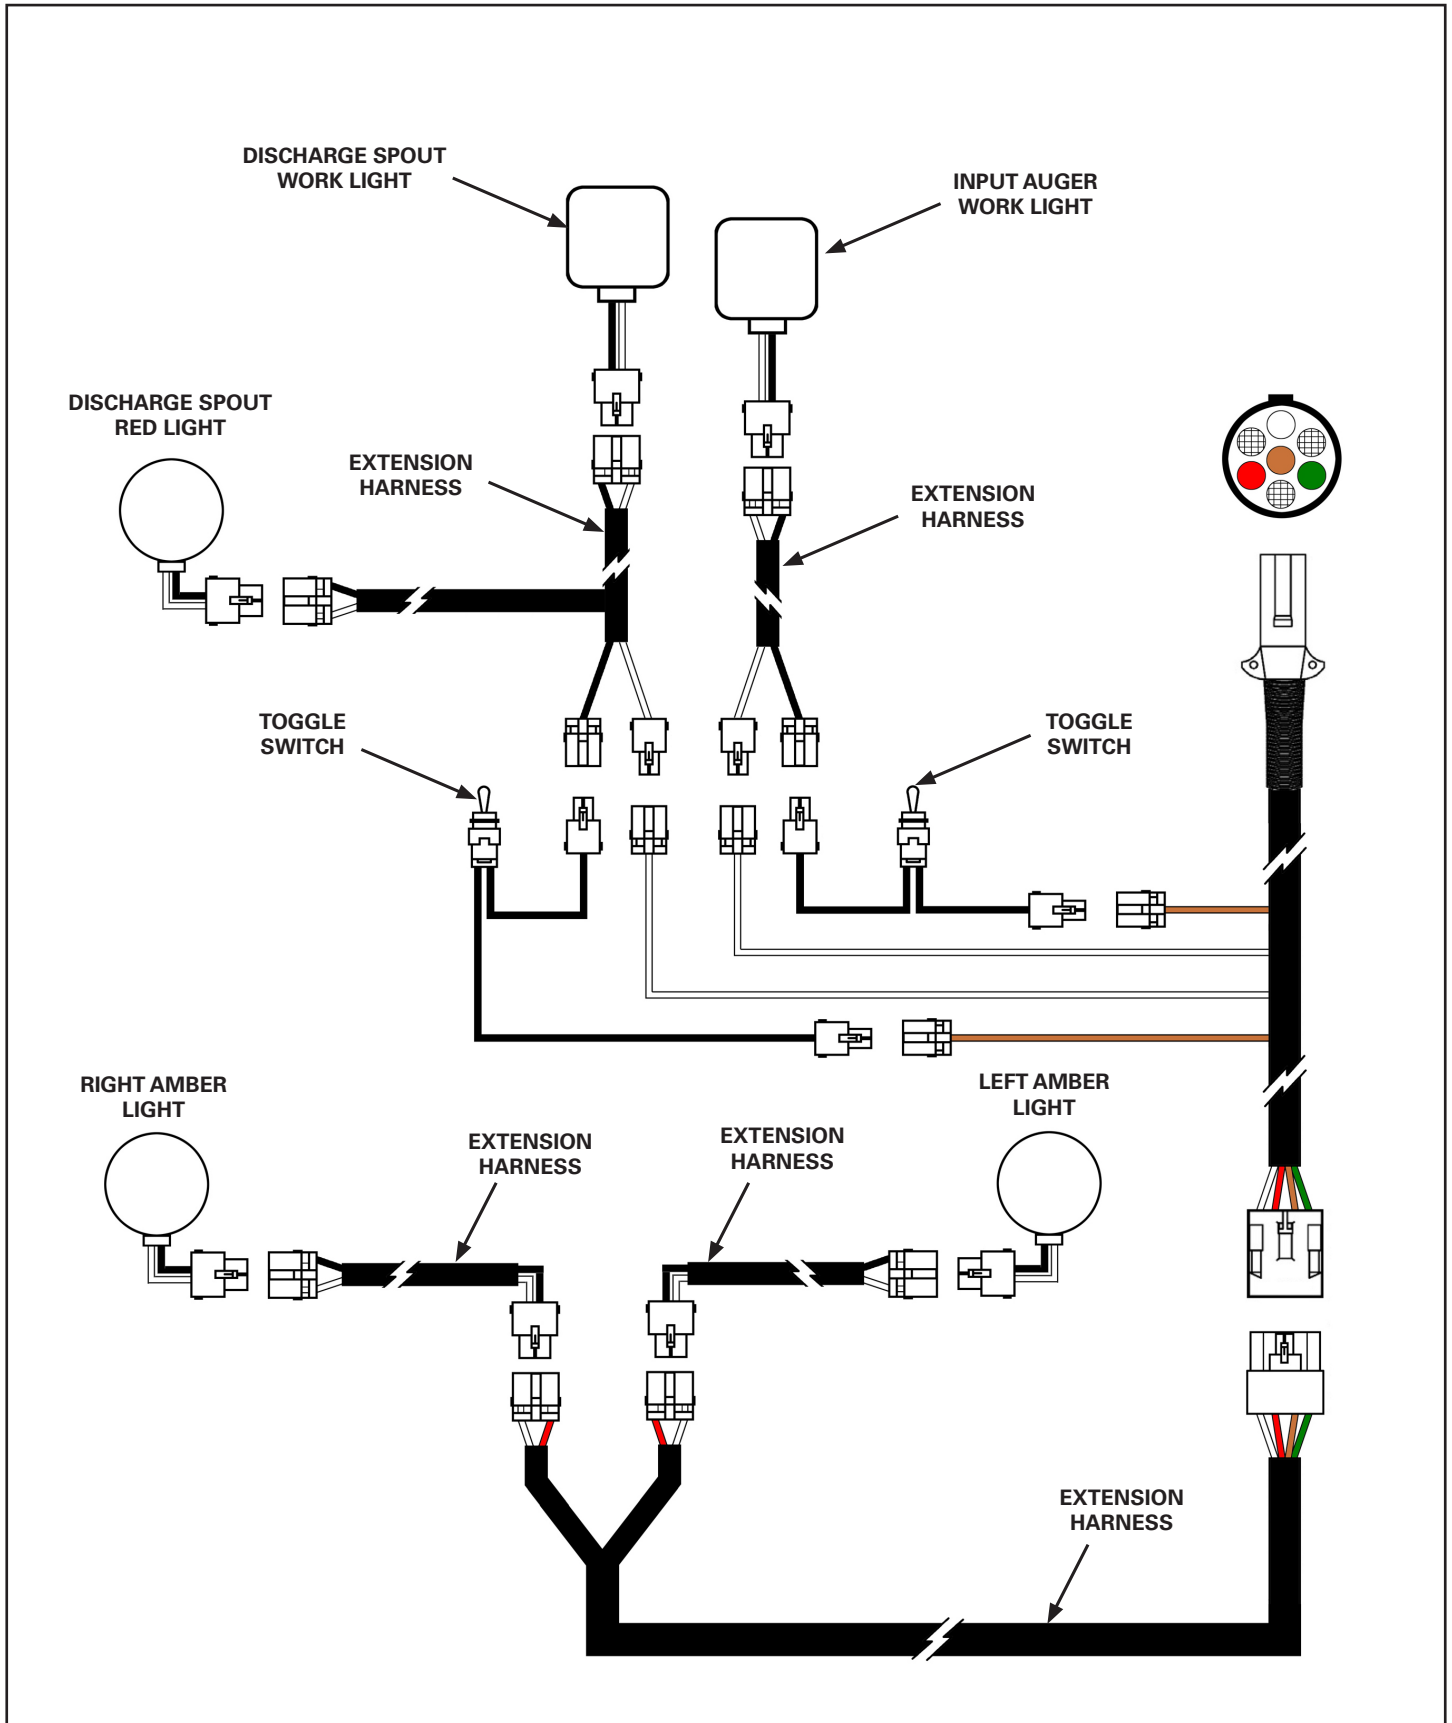 DISCHARGE SPOUT
WORK LIGHT
INPUT AUGER
WORK LIGHT
DISCHARGE SPOUT
RED LIGHT
EXTENSION
HARNESS
EXTENSION
HARNESS
TOGGLE
SWITCH
TOGGLE
SWITCH
RIGHT AMBER
LIGHT
LEFT AMBER
LIGHT
EXTENSION
HARNESS
EXTENSION
HARNESS
EXTENSION
HARNESS